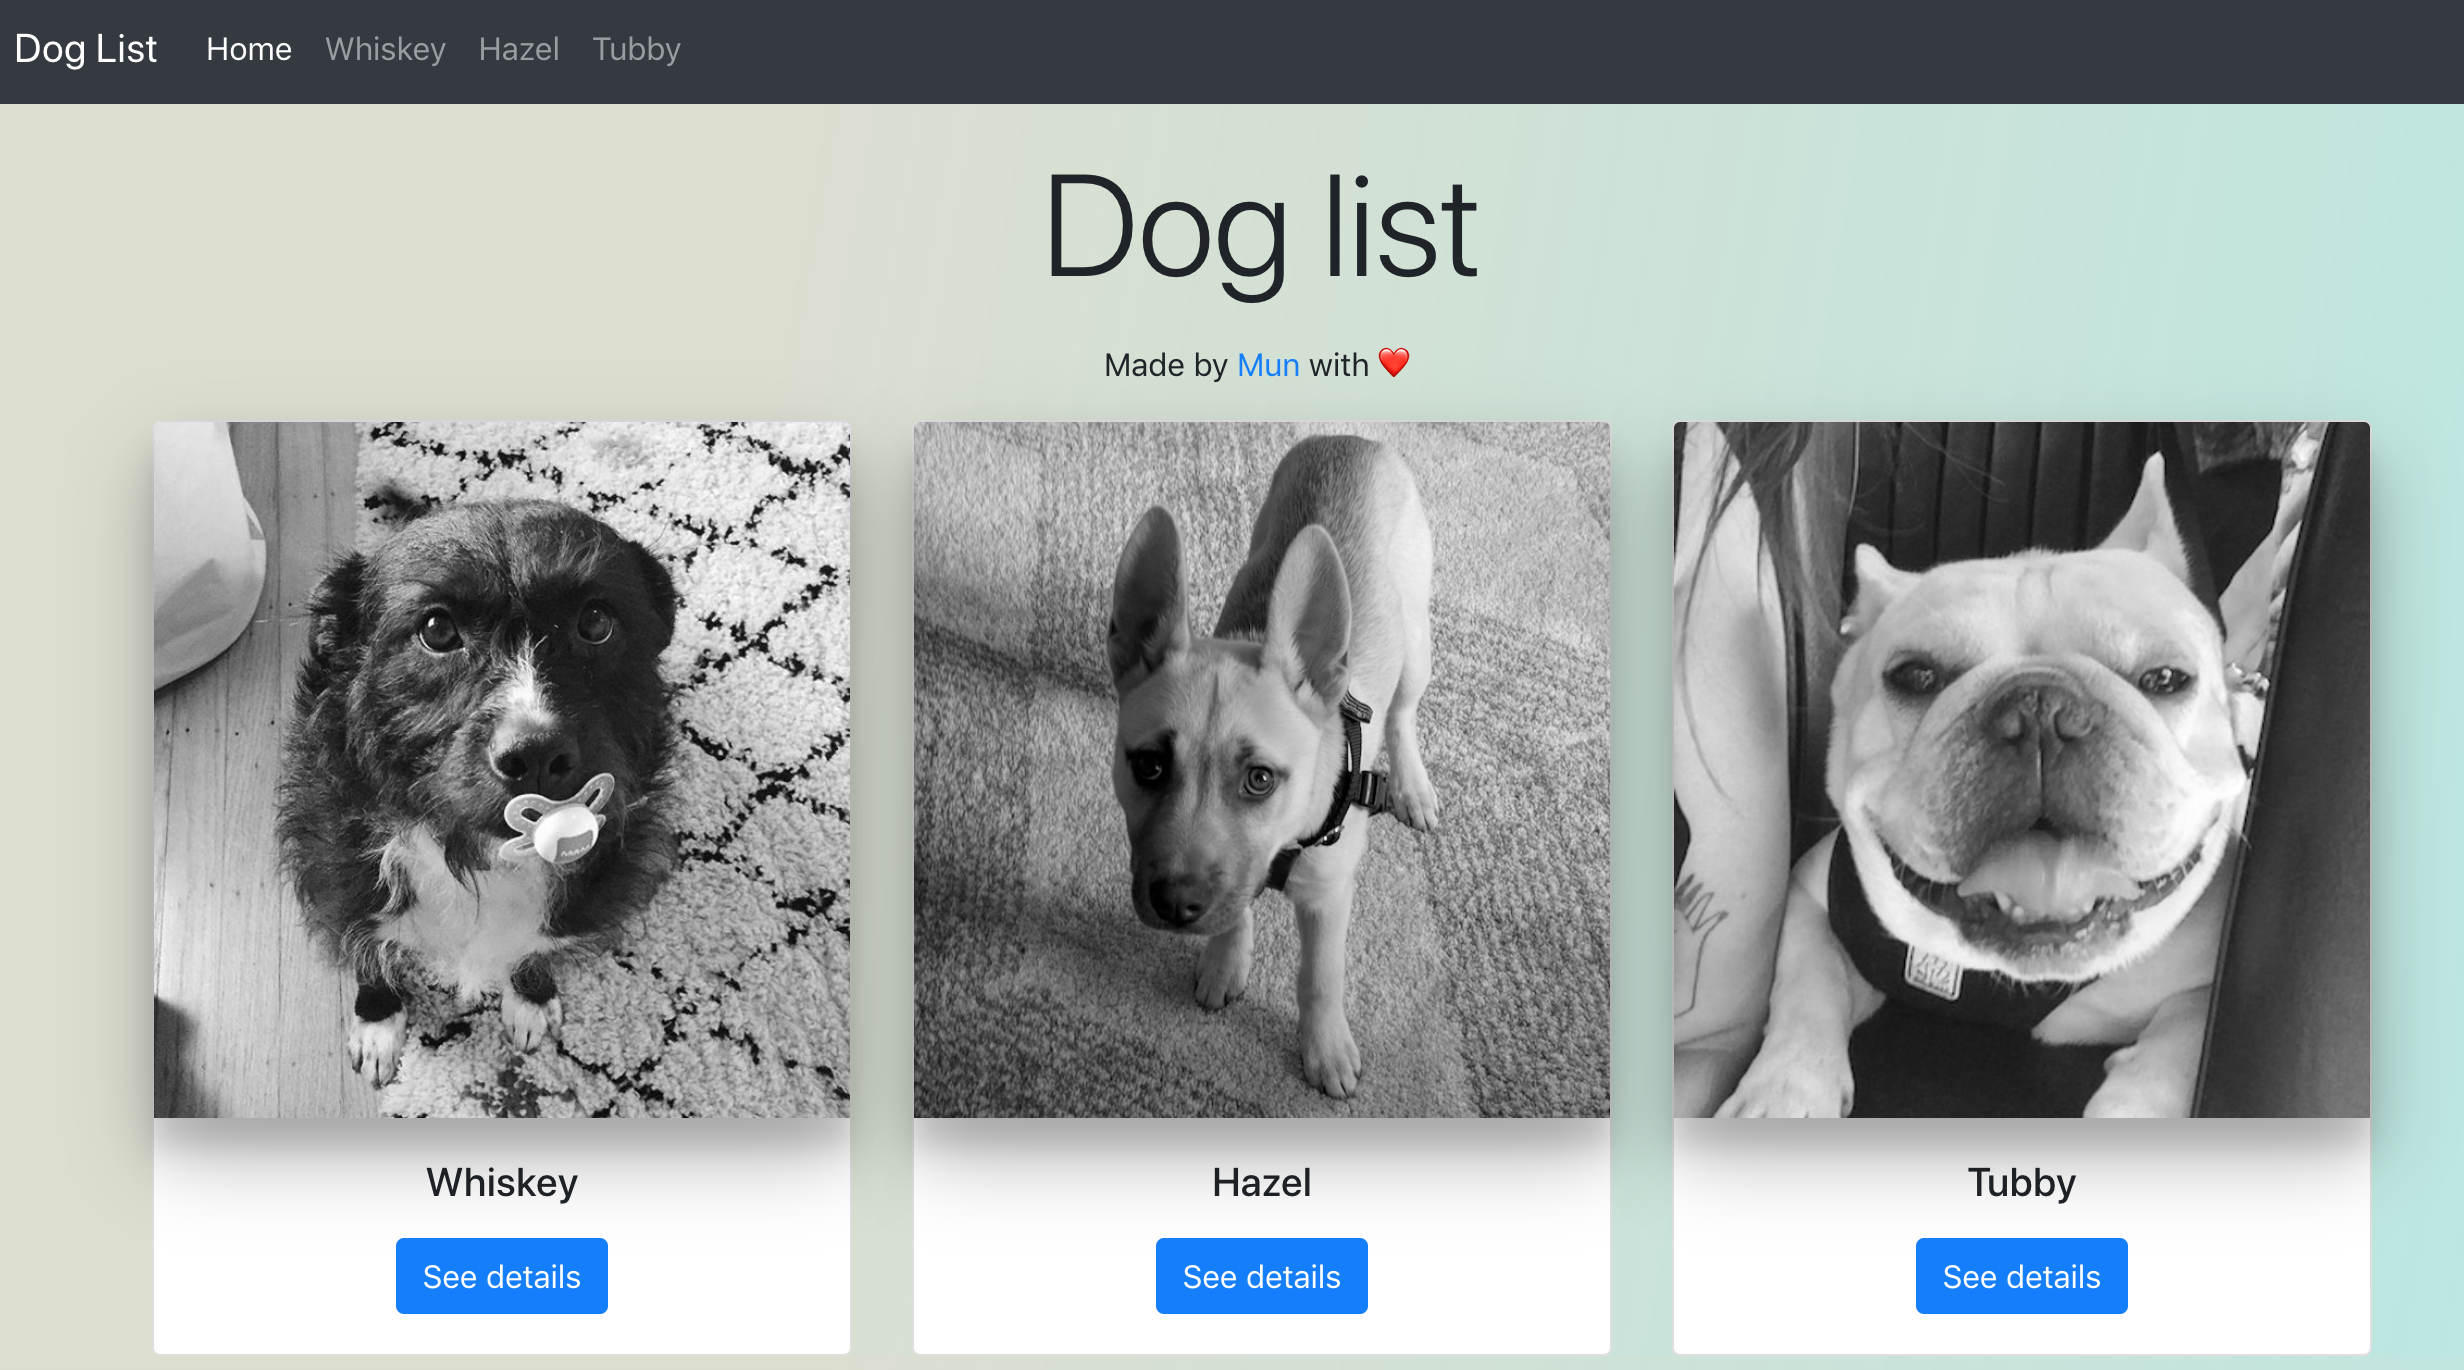 Dog List Home Whiskey Hazel Tubby
Dog list
Made by Mun with ❤️
Whiskey
See details
Hazel
See details
Tubby
See details